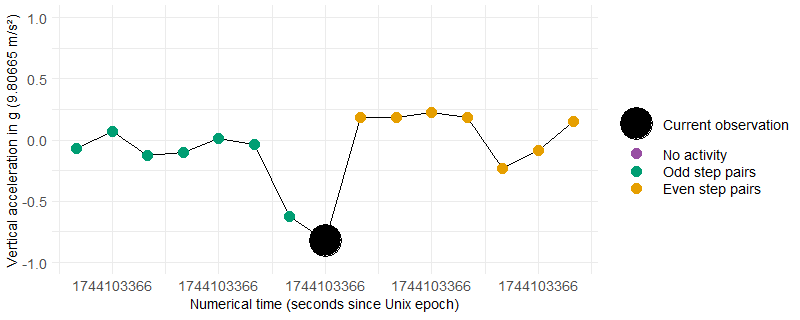 Vertical acceleration in g (9.80665 m/s²)
1.0
0.5
0.0
-0.5
-1.0
1744103366 1744103366 1744103366 1744103366 1744103366
Numerical time (seconds since Unix epoch)
Current observation
No activity
Odd step pairs
Even step pairs